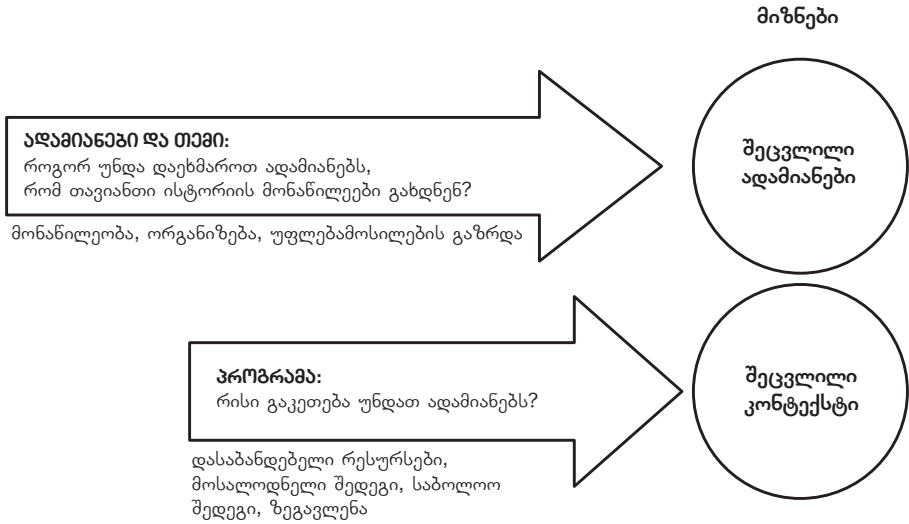 მიზნები
ადამიანები და თემი:
როგორ უნდა დაეხმაროთ ადამიანებს,
რომ თავიანთი ისტორიის მონაწილეები გახდნენ?
მონაწილეობა, ორგანიზება, უფლებამოსილების გაზრდა
შეცვლილი
ადამიანები
პროგრამა:
რისი გაკეთება უნდათ ადამიანებს?
დასაბანდებელი რესურსები,
მოსალოდნელი შედეგი, საბოლოო
შედეგი, ზეგავლენა
შეცვლილი
კონტექსტი